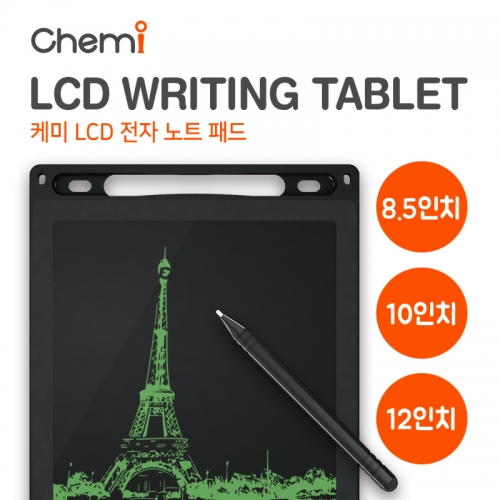 Chemi
LCD WRITING TABLET
케미 LCD 전자 노트 패드
8.5인치
10인치
12인치